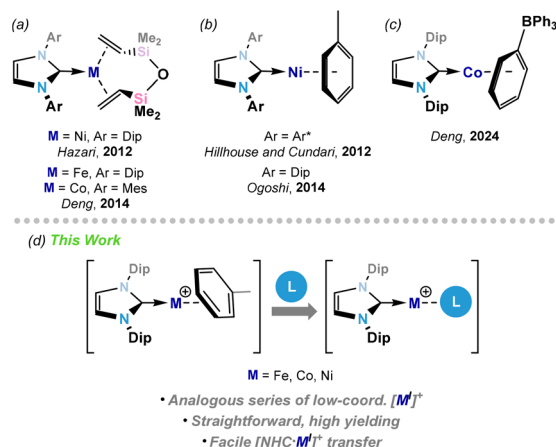 (a)
Ar
N
N
Ar
M
Me2
Si
O
Si
Me2
M = Ni, Ar = Dip
Hazari, 2012
M = Fe, Ar = Dip
M = Co, Ar = Mes
Deng, 2014
(b)
Ar
N
N
Ar
Ni
Ar = Ar*
Hillhouse and Cundari, 2012
Ar = Dip
Ogoshi, 2014
(c)
Dip
N
N
Dip
Co
BPh3
Deng, 2024
(d) This Work
Dip
N
N
Dip
M
+
L
Dip
N
N
Dip
M
+
L
M = Fe, Co, Ni
• Analogous series of low-coord. [M^I]+
• Straightforward, high yielding
• Facile [NHC·M^I]+ transfer